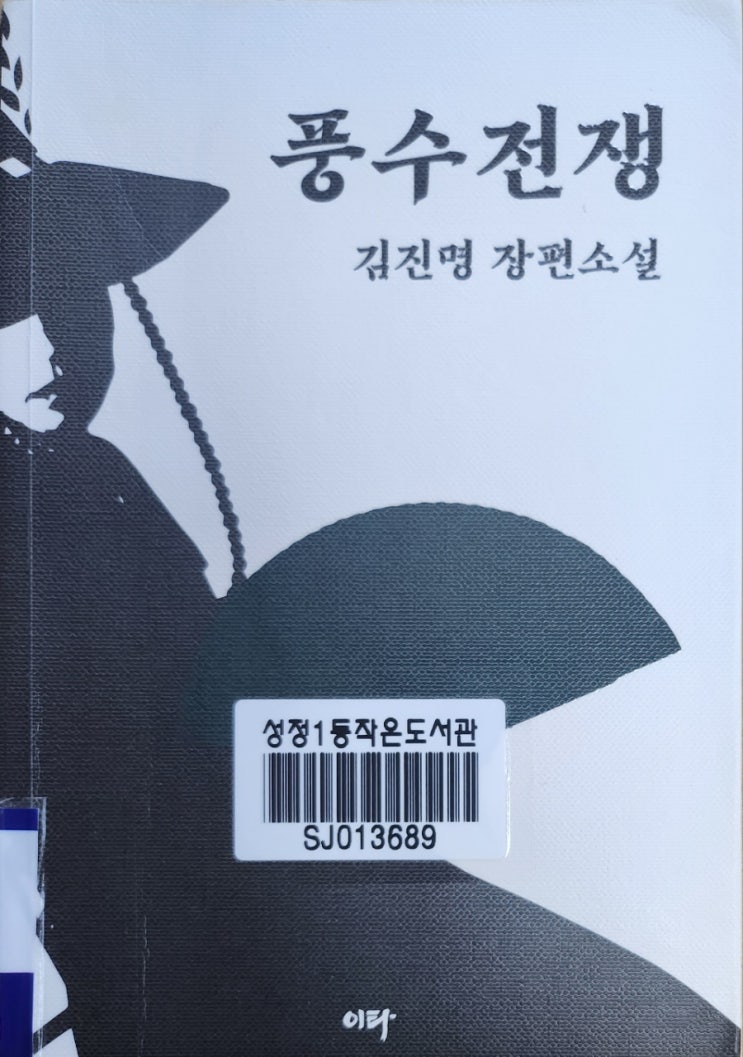 풍수전쟁
김진명 장편소설
성정1동작은도서관
SJ013689
이타